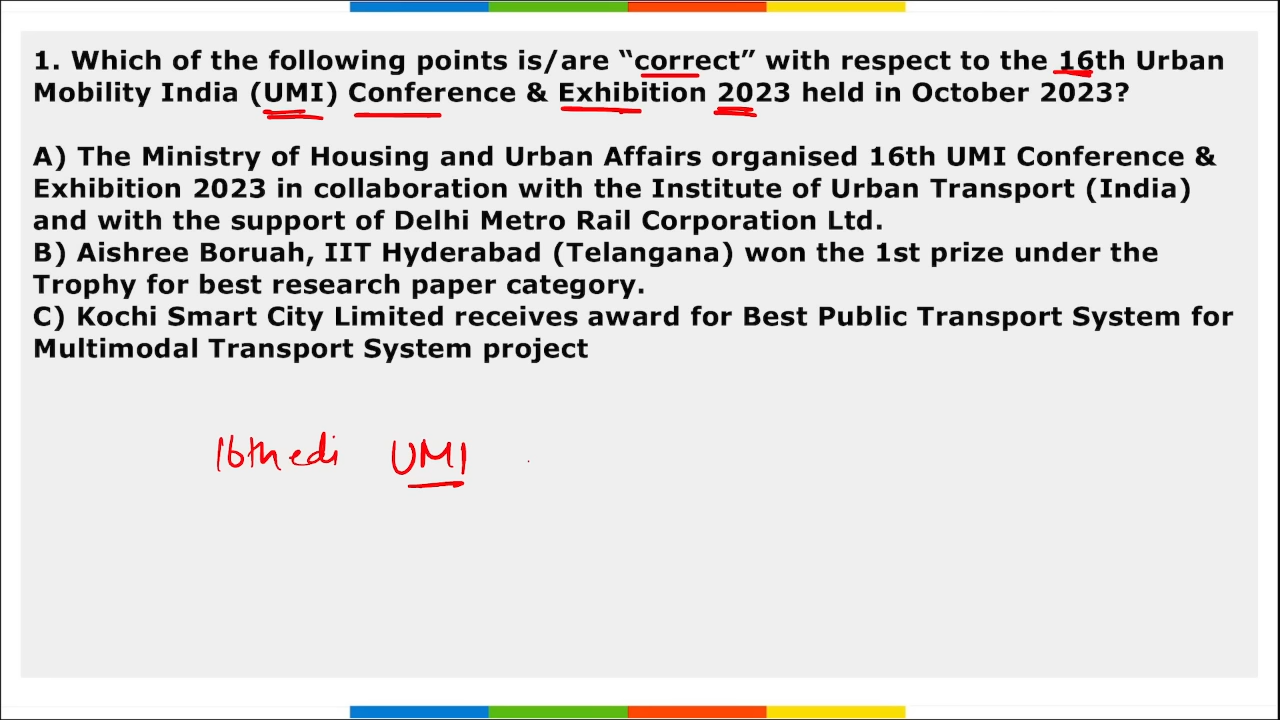 1. Which of the following points is/are “correct” with respect to the 16th Urban
Mobility India (UMI) Conference & Exhibition 2023 held in October 2023?
A) The Ministry of Housing and Urban Affairs organised 16th UMI Conference &
Exhibition 2023 in collaboration with the Institute of Urban Transport (India)
and with the support of Delhi Metro Rail Corporation Ltd.
B) Aishree Boruah, IIT Hyderabad (Telangana) won the 1st prize under the
Trophy for best research paper category.
C) Kochi Smart City Limited receives award for Best Public Transport System for
Multimodal Transport System project
16th edi UMI